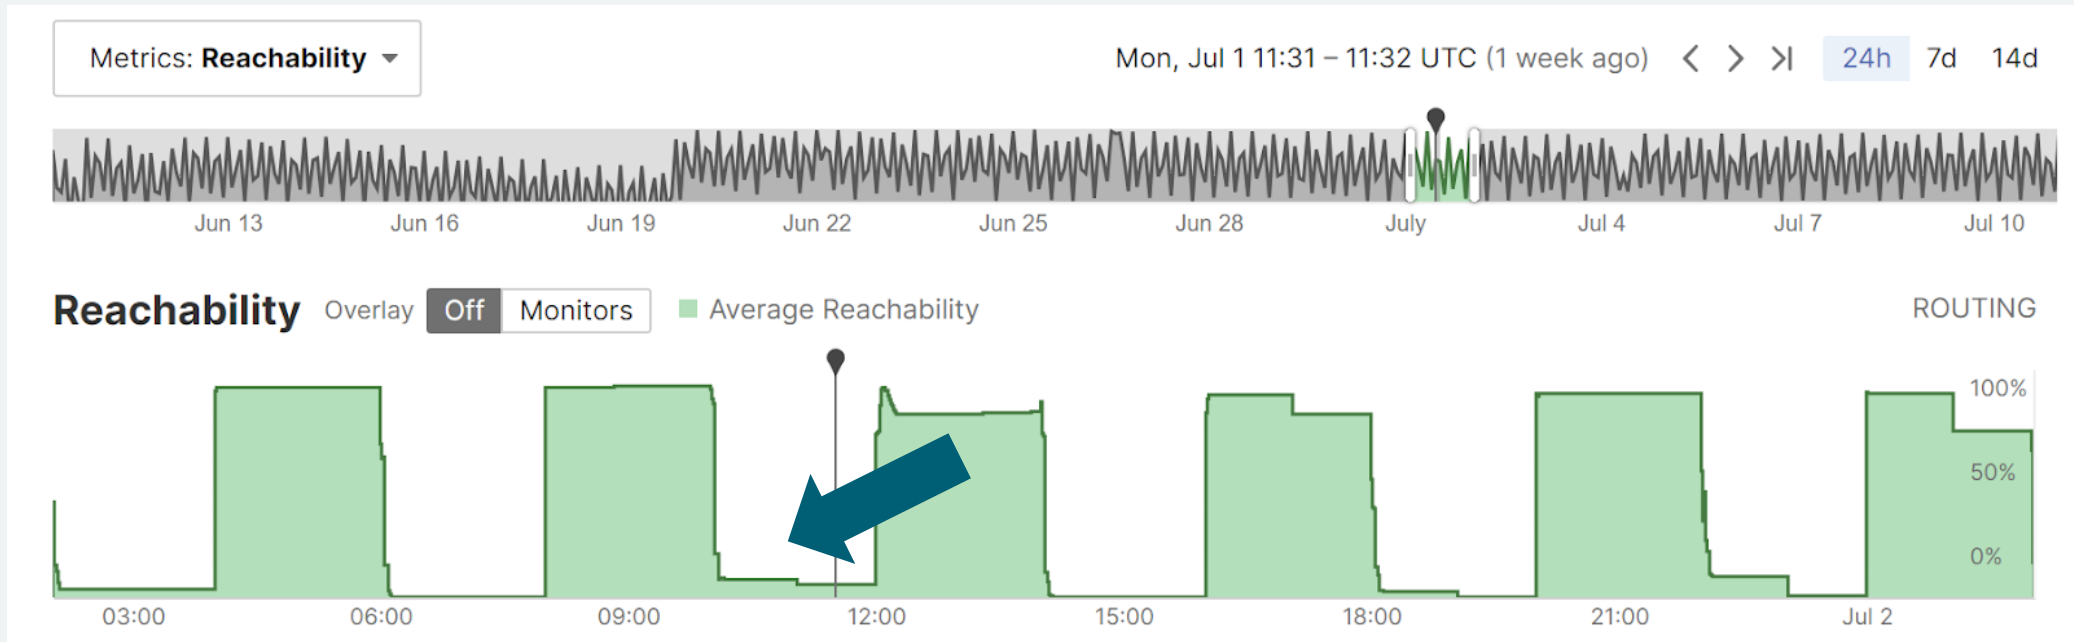 Metrics: Reachability
Mon, Jul 1 11:31 – 11:32 UTC (1 week ago)
24h
7d
14d
Jun 13
Jun 16
Jun 19
Jun 22
Jun 25
Jun 28
July
Jul 4
Jul 7
Jul 10
Reachability
Overlay
Off
Monitors
Average Reachability
ROUTING
100%
50%
0%
03:00
06:00
09:00
12:00
15:00
18:00
21:00
Jul 2